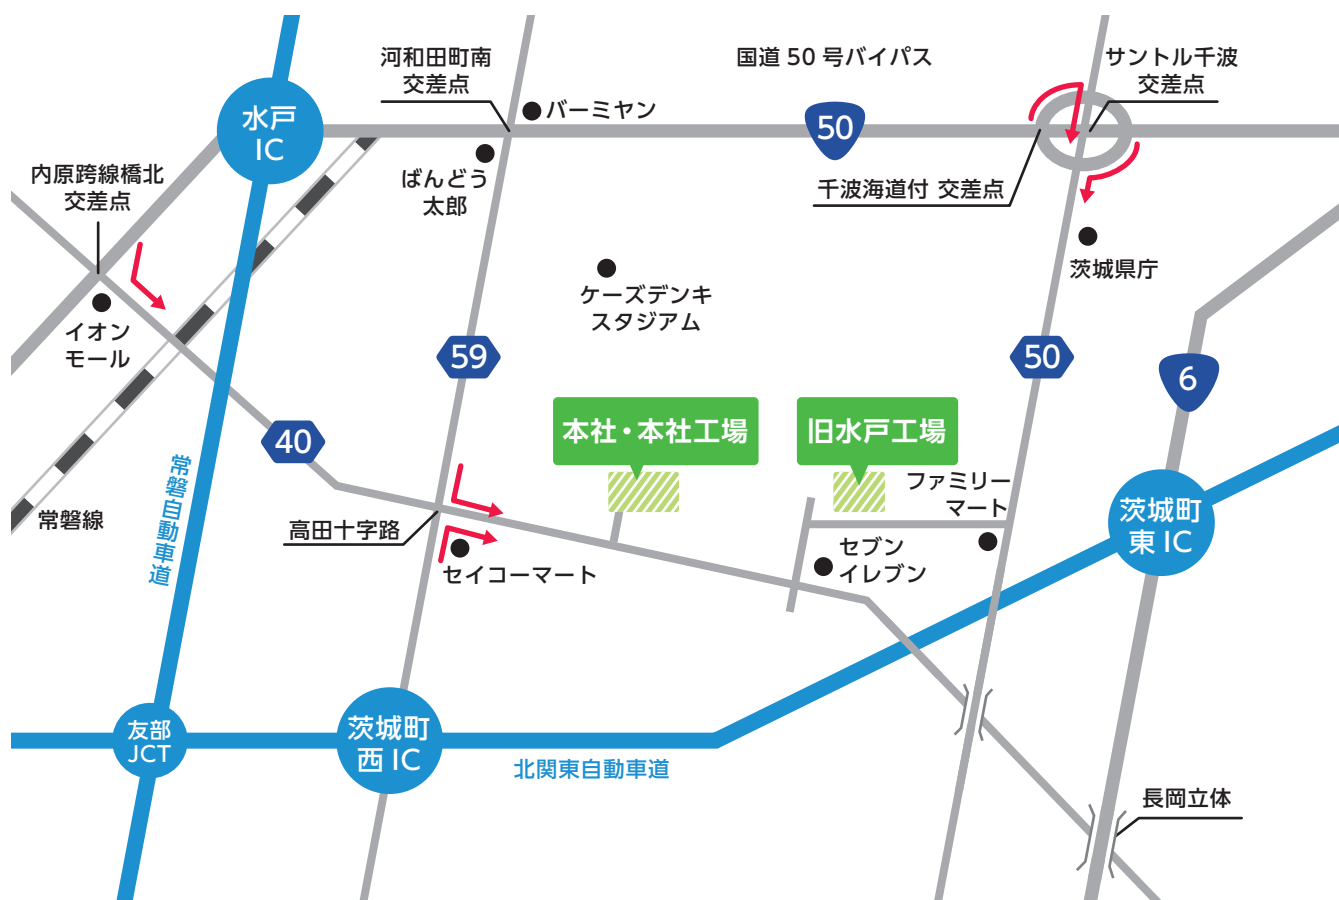 河和田町南
交差点
国道 50 号バイパス
サントル千波
交差点
水戸
IC
バーミヤン
50
内原跨線橋北
交差点
ばんどう
太郎
千波海道付 交差点
茨城県庁
ケーズデンキ
スタジアム
イオン
モール
59
50
6
40
本社・本社工場
旧水戸工場
常磐自動車道
常磐線
ファミリー
マート
茨城町
東 IC
高田十字路
セイコーマート
セブン
イレブン
友部
JCT
茨城町
西 IC
北関東自動車道
長岡立体